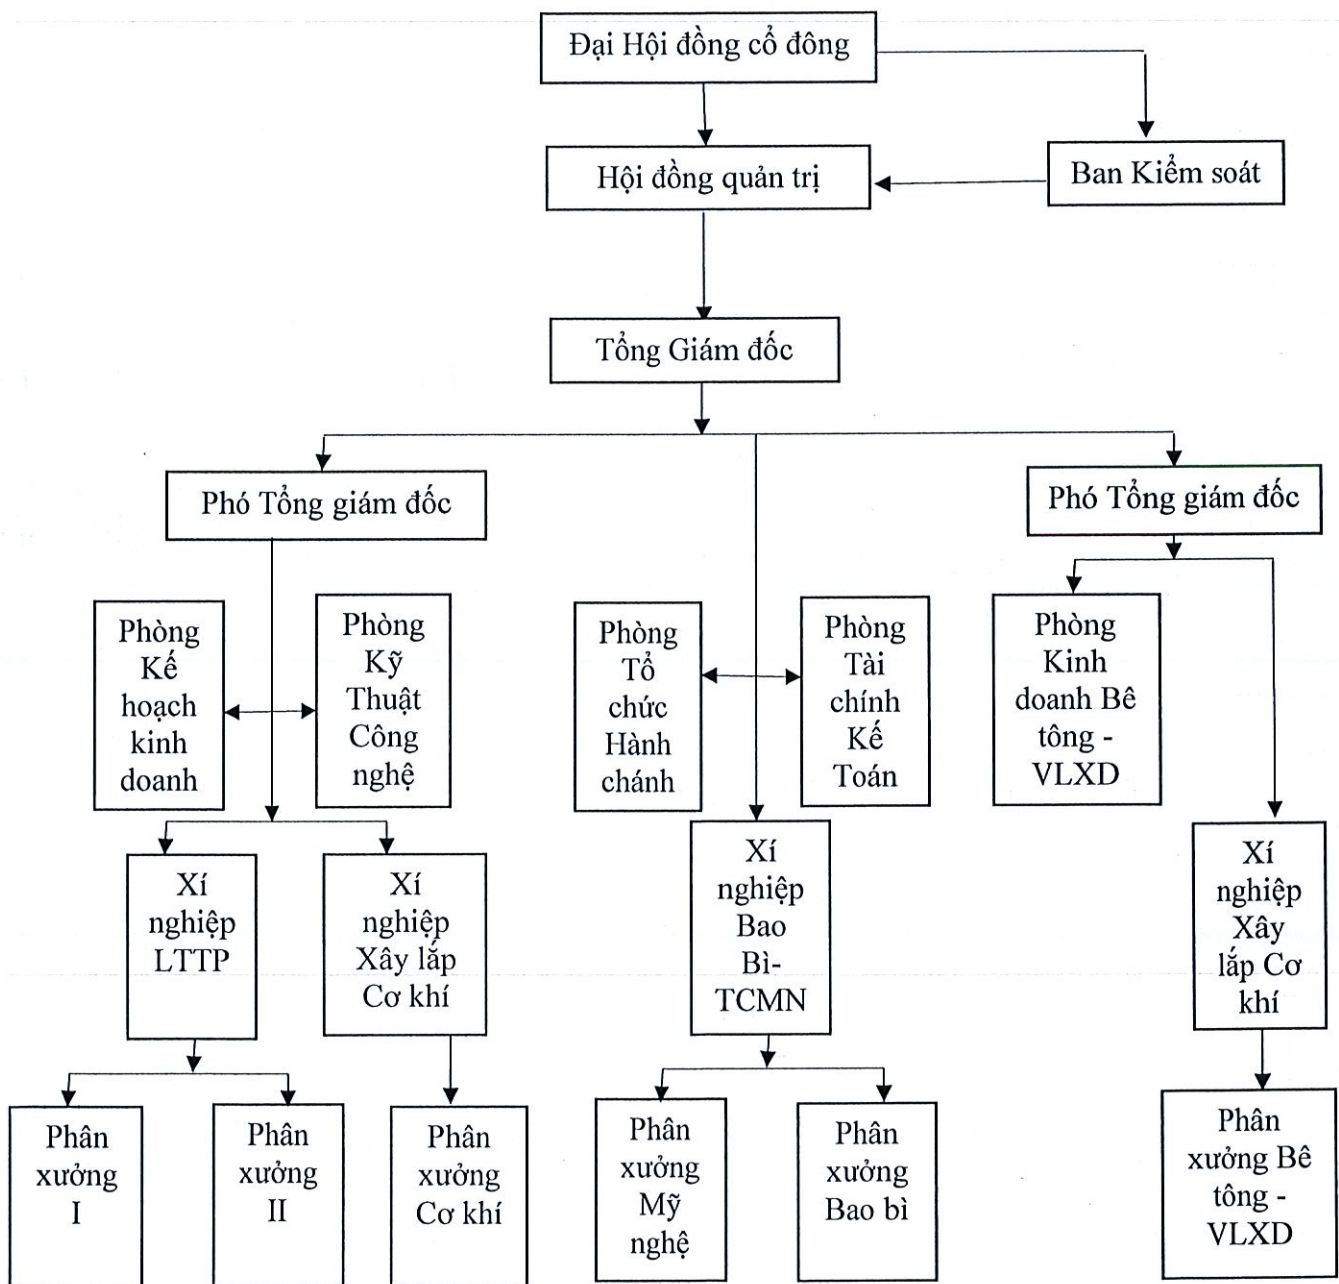 Đại Hội đồng cổ đông
Hội đồng quản trị
Ban Kiểm soát
Tổng Giám đốc
Phó Tổng giám đốc
Phó Tổng giám đốc
Phòng
Kế
hoạch
kinh
doanh
Phòng
Kỹ
Thuật
Công
nghệ
Phòng
Tổ
chức
Hành
chánh
Phòng
Tài
chính
Kế
Toán
Phòng
Kinh
doanh Bê
tông -
VLXD
Xí
nghiệp
LTTP
Xí
nghiệp
Xây lắp
Cơ khí
Xí
nghiệp
Bao
Bì-
TCMN
Xí
nghiệp
Xây
lắp Cơ
khí
Phân
xưởng
I
Phân
xưởng
II
Phân
xưởng
Cơ khí
Phân
xưởng
Mỹ
nghệ
Phân
xưởng
Bao bì
Phân
xưởng Bê
tông -
VLXD